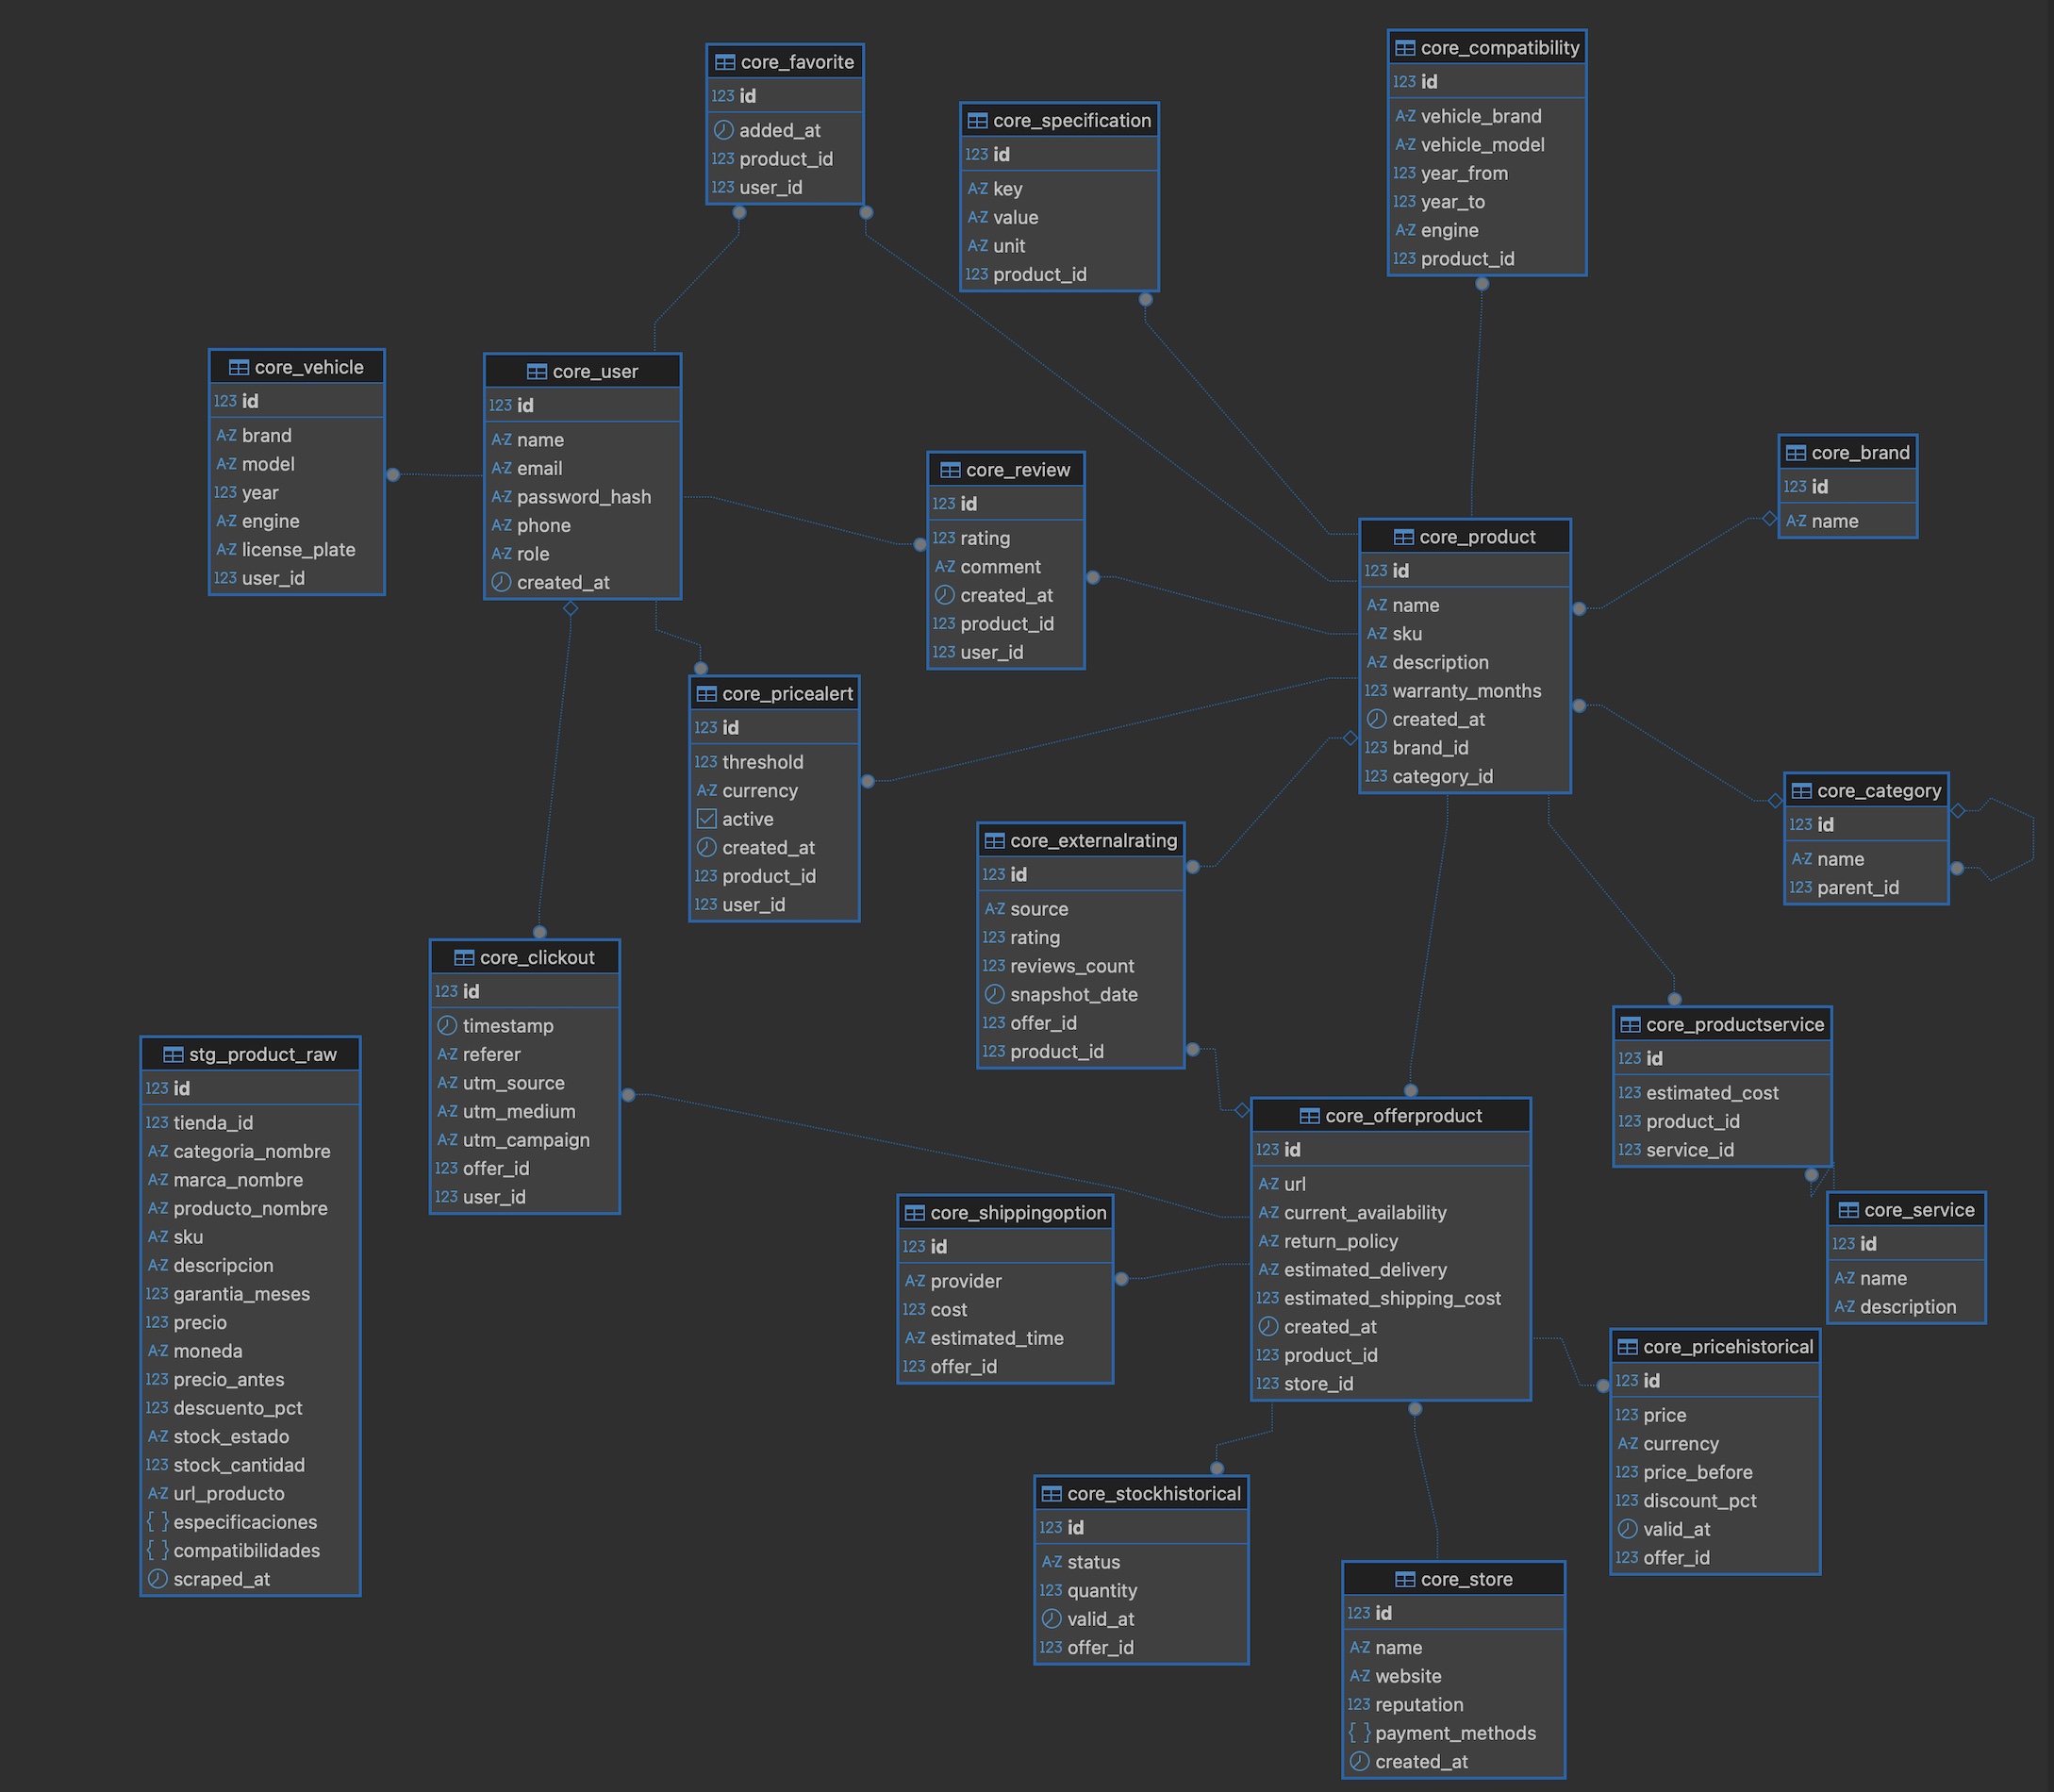 core_favorite
123 id
added_at
123 product_id
123 user_id
core_compatibility
123 id
A-Z vehicle_brand
A-Z vehicle_model
123 year_from
123 year_to
A-Z engine
123 product_id
core_specification
123 id
A-Z key
A-Z value
A-Z unit
123 product_id
core_vehicle
123 id
A-Z brand
A-Z model
123 year
A-Z engine
A-Z license_plate
123 user_id
core_user
123 id
A-Z name
A-Z email
A-Z password_hash
A-Z phone
A-Z role
created_at
core_review
123 id
123 rating
A-Z comment
created_at
123 product_id
123 user_id
core_brand
123 id
A-Z name
core_product
123 id
A-Z name
A-Z sku
A-Z description
123 warranty_months
created_at
123 brand_id
123 category_id
core_pricealert
123 id
123 threshold
A-Z currency
active
created_at
123 product_id
123 user_id
core_category
123 id
A-Z name
123 parent_id
core_externalrating
123 id
A-Z source
123 rating
123 reviews_count
snapshot_date
123 offer_id
123 product_id
core_clickout
123 id
timestamp
A-Z referer
A-Z utm_source
A-Z utm_medium
A-Z utm_campaign
123 offer_id
123 user_id
core_productservice
123 id
123 estimated_cost
123 product_id
123 service_id
stg_product_raw
123 id
123 tienda_id
A-Z categoria_nombre
A-Z marca_nombre
A-Z producto_nombre
A-Z sku
A-Z descripcion
123 garantia_meses
123 precio
A-Z moneda
123 precio_antes
123 descuento_pct
A-Z stock_estado
123 stock_cantidad
A-Z url_producto
{ } especificaciones
{ } compatibilidades
scraped_at
core_offerproduct
123 id
A-Z url
A-Z current_availability
A-Z return_policy
A-Z estimated_delivery
123 estimated_shipping_cost
created_at
123 product_id
123 store_id
core_shippingoption
123 id
A-Z provider
123 cost
A-Z estimated_time
123 offer_id
core_service
123 id
A-Z name
A-Z description
core_pricehistorical
123 id
123 price
A-Z currency
123 price_before
123 discount_pct
valid_at
123 offer_id
core_stockhistorical
123 id
A-Z status
123 quantity
valid_at
123 offer_id
core_store
123 id
A-Z name
A-Z website
123 reputation
{ } payment_methods
created_at